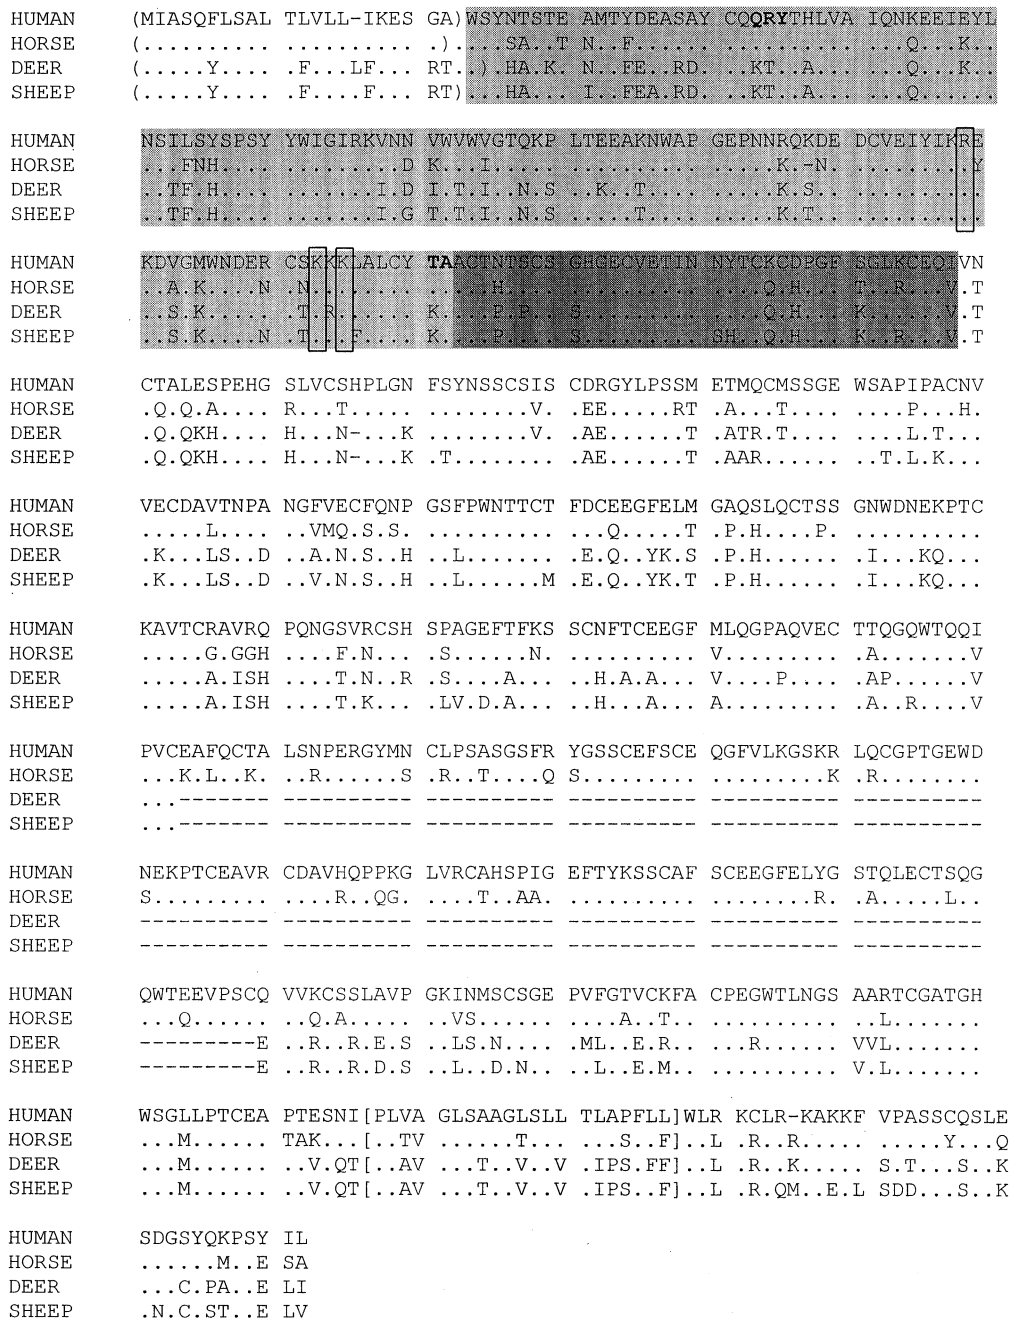 HUMAN (MIASQFLSAL TLVLL-IKES GA)WSYNTSTE AMTYDEASAY CQQRYTHLVA IQNKEEIEYL
HORSE (......... .......... .).SA..T N...F..... .......... ....Q....K...
DEER (.....Y.... .F...LF... RT..).HA.K. N..FE..RD. ..KT..A... ....Q....K...
SHEEP (.....Y.... .F....F... RT)..HA... I..FEA.RD. ..KT..A... ....Q........
HUMAN NSILSYSPSY YWIGIRKVNN VWVWVGTQKP LTEEAKNWAP GEPNNRQKDE DCVEIYIKRE
HORSE ...FNH.... .........D K...I..... .......... ......K.-N .........Y
DEER ..TF.H.... .......I.D I.T.I..N.S ...K..T... ......K.S. ..........
SHEEP ..TF.H.... .......I.G T.T.I..N.S ......T... ......K.T. ..........
HUMAN KDVGMWNDER CSKKKLALCY TAACTNTSCS GHGECVETIN NYTCKCDPGF SGLKCEQIVN
HORSE ..A.K....N .N........ .....H.... .......... .....Q.H.. T..R....V.T
DEER ..S.K..... .T.R...... K....P.P.. S......... .....Q.H.. K.......V.T
SHEEP ..S.K....N .T....F... K....P.... S......... SH...Q.H.. K..R....V.T
HUMAN CTALESPEHG SLVCSHPLGN FSYNSSCSIS CDRGYLPSSM ETMQCMSSGE WSAPIPACNV
HORSE .Q.Q.A.... R...T..... .......V.. .EE.....RT .A...T.... .....P...H.
DEER .Q.QKH.... H...N-...K .......V.. .AE......T .ATR.T.... .....L.T...
SHEEP .Q.QKH.... H...N-...K .T........ .AE......T .AAR...... ...T.L.K...
HUMAN VECDAVTNPA NGFVECFQNP GSFPWNTTCT FDCEEGFELM GAQSLQCTSS GNWDNEKPTC
HORSE .....L.... ..VMQ.S.S. .......... ....Q....T .P.H....P. ..........
DEER .K...LS..D .A.N.S..H .L........ .E.Q..YK.S .P.H...... ..I...KQ...
SHEEP .K...LS..D .V.N.S..H .L......M .E.Q..YK.T .P.H...... ..I...KQ...
HUMAN KAVTCRAVRQ PQNGSVRCSH SPAGEFTFKS SCNFTCEEGF MLQGPAQVEC TTQGQWTQQI
HORSE .....G.GGH ....F.N... .S......N. .......... V......... ..A......V
DEER .....A.ISH ....T.N..R .S...A.... ...H.A.A.. V....P.... ..AP.....V
SHEEP .....A.ISH ....T.K... .LV.D.A... ...H...A.. A......... ..A..R...V
HUMAN PVCEAFQCTA LSNPERGYMN CLPSASGSFR YGSSCEFSCE QGFVLKGSKR LQCGPTGEWD
HORSE ...K.L..K. ...R.....S .R..T....Q S......... .........K .R........
DEER ...------- ---------- ---------- ---------- ---------- ----------
SHEEP ...------- ---------- ---------- ---------- ---------- ----------
HUMAN NEKPTCEAVR CDAVHQPPKG LVRCAHSPIG EFTYKSSCAF SCEEGFELYG STQLECTSQG
HORSE S......... ....R..QG. ....T..AA. .......... ........R. ..A.....L..
DEER ---------- ---------- ---------- ---------- ---------- ----------
SHEEP ---------- ---------- ---------- ---------- ---------- ----------
HUMAN QWTEEVPSCQ VVKCSSLAVP GKINMSCSGE PVFGTVCKFA CPEGWTLNGS AARTCGATGH
HORSE ...Q...... ..Q.A..... ..VS...... ....A..T.. .......... ..L.......
DEER ---------E ..R..R.E.S ..LS.N.... .ML..E.R.. ....R..... VVL.......
SHEEP ---------E ..R..R.D.S ..L..D.N.. ..L..E.M.. .......... V.L.......
HUMAN WSGLLPTCEA PTESNI[PLVA GLSAAGLSLL TLAPFLL]WLR KCLR-KAKKF VPASSCQSLE
HORSE ...M...... TAK...[..TV .....T.... ...S..F]..L .R..R..... ......Y...Q
DEER ...M...... ..V.QT[..AV ...T..V..V .IPS.FF]..L .R..K..... S.T...S..K
SHEEP ...M...... ..V.QT[..AV ...T..V..V .IPS..F]..L .R.QM..E.L SDD...S..K
HUMAN SDGSYQKPSY IL
HORSE ......M..E SA
DEER ...C.PA..E LI
SHEEP .N.C.ST..E LV